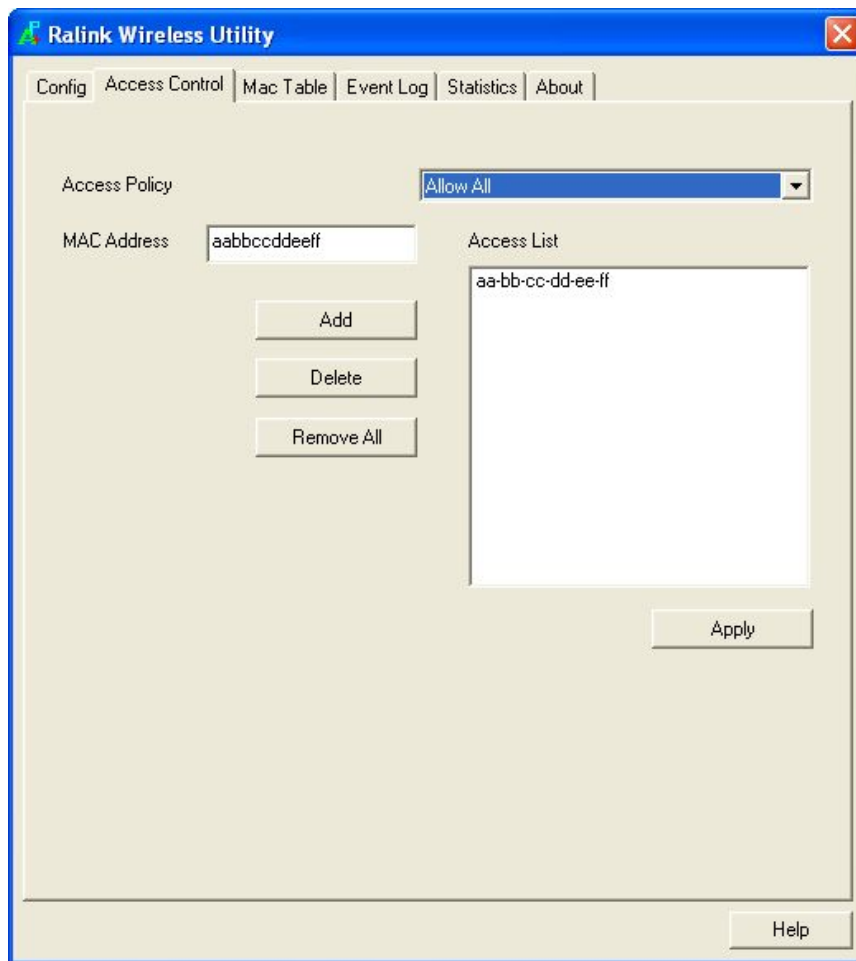 Ralink Wireless Utility
Config Access Control Mac Table Event Log Statistics About
Access Policy Allow All
MAC Address aabbccddeeff Access List
aa-bb-cc-dd-ee-ff
Add
Delete
Remove All
Apply
Help